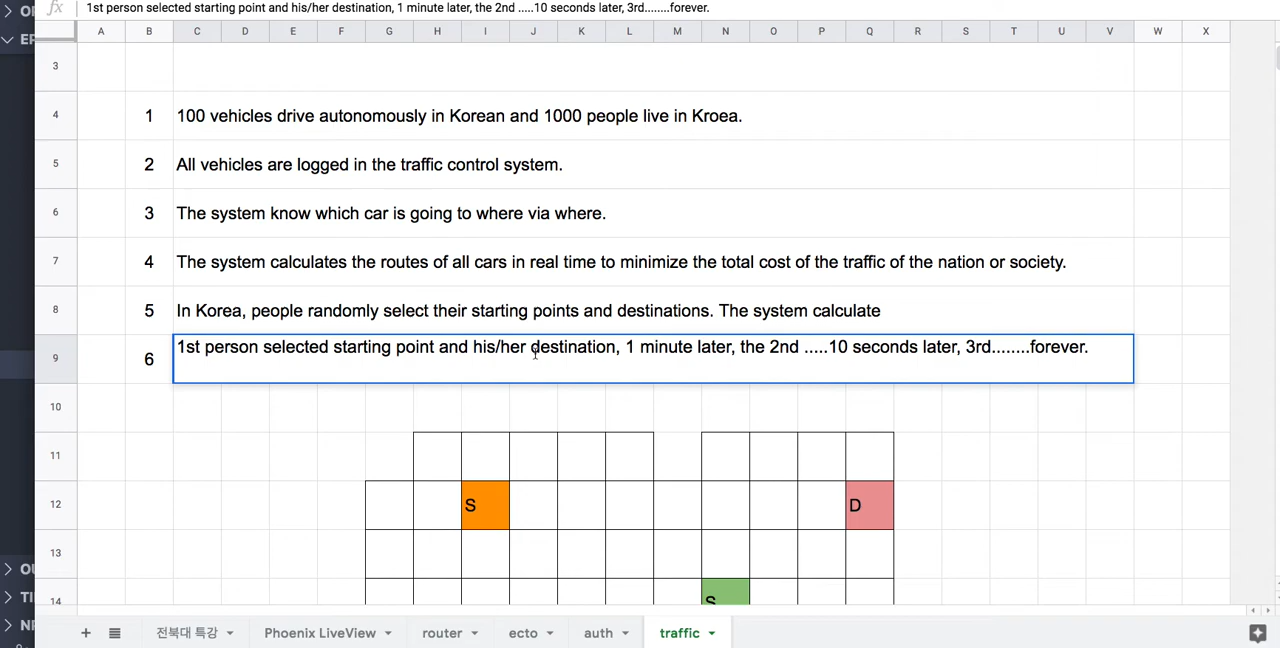 fx 1st person selected starting point and his/her destination, 1 minute later, the 2nd .....10 seconds later, 3rd........forever.
A B C D E F G H I J K L M N O P Q R S T U V W X
3
4 1 100 vehicles drive autonomously in Korean and 1000 people live in Kroea.
5 2 All vehicles are logged in the traffic control system.
6 3 The system know which car is going to where via where.
7 4 The system calculates the routes of all cars in real time to minimize the total cost of the traffic of the nation or society.
8 5 In Korea, people randomly select their starting points and destinations. The system calculate
9 6 1st person selected starting point and his/her destination, 1 minute later, the 2nd .....10 seconds later, 3rd........forever.
10
11
12 S D
13
14 S
+ 전북대 특강 Phoenix LiveView router ecto auth traffic